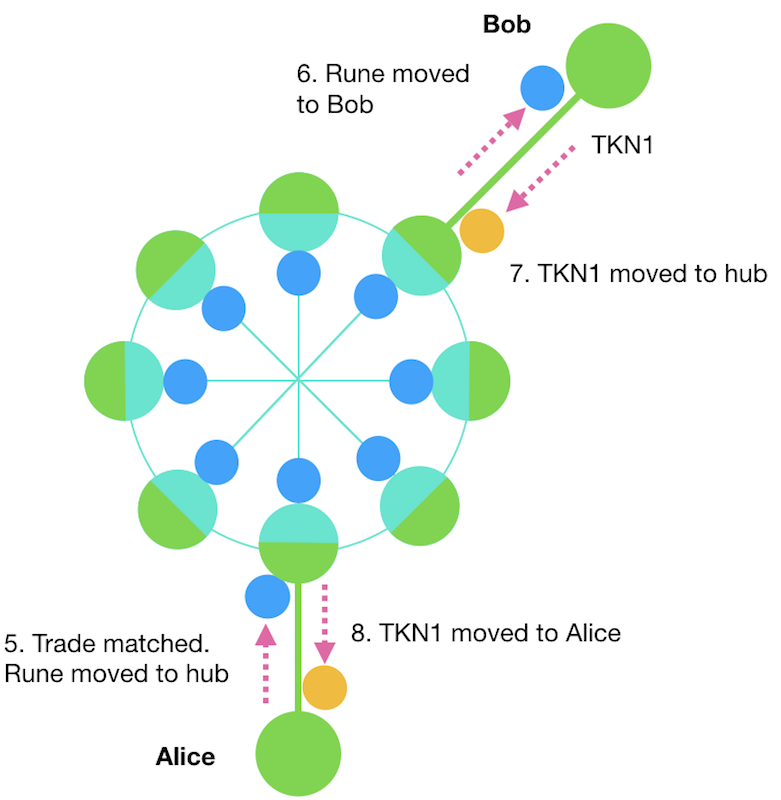 Bob
6. Rune moved
to Bob
TKN1
7. TKN1 moved to hub
5. Trade matched.
Rune moved to hub
8. TKN1 moved to Alice
Alice